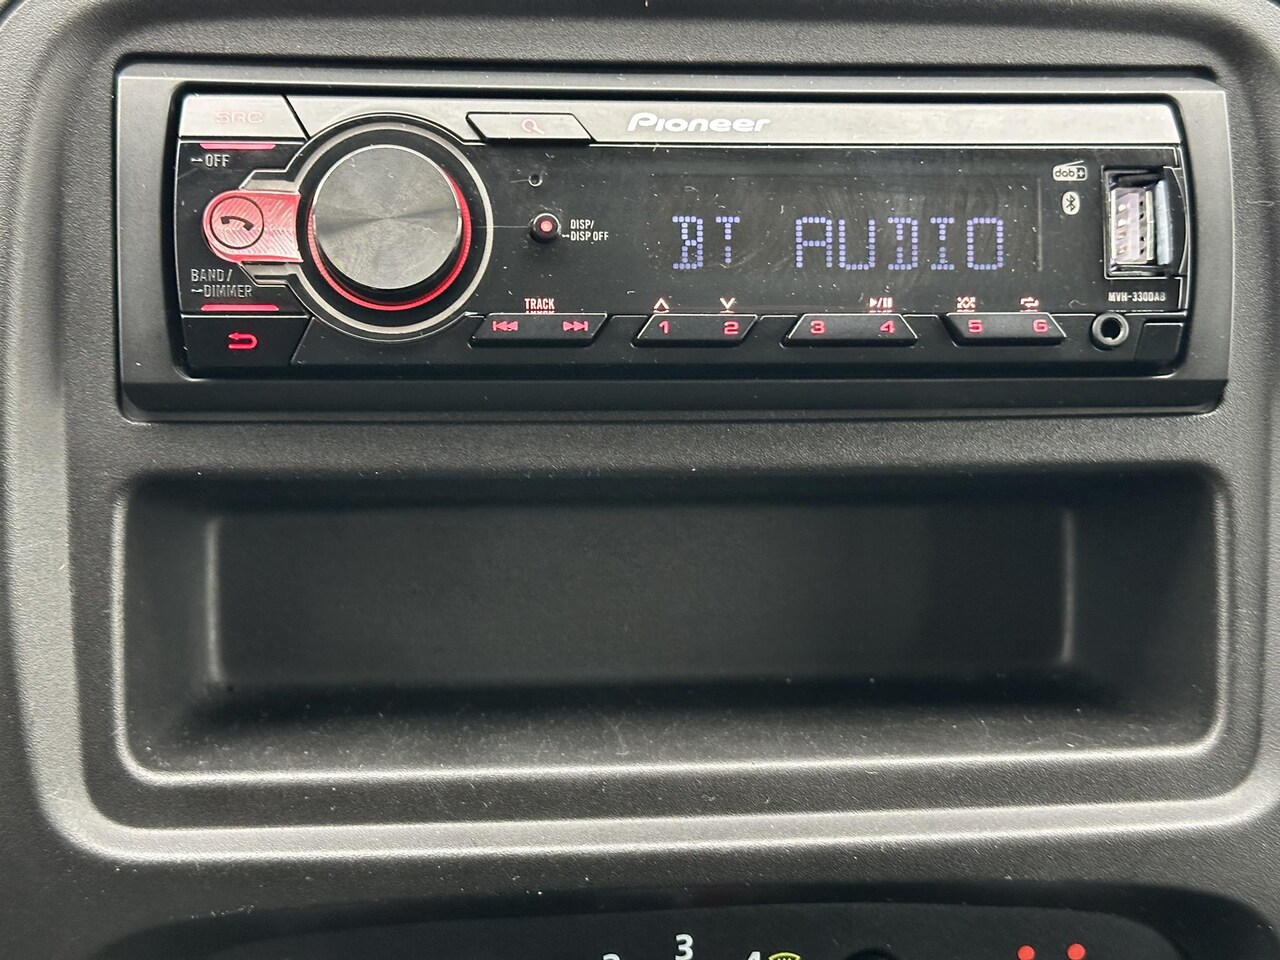 SRC
Pioneer
OFF
dab+
DISP/
DISP OFF
BT AUDIO
BAND/
DIMMER
TRACK
MVH-330DAB
1 2 3 4 5 6
3
4